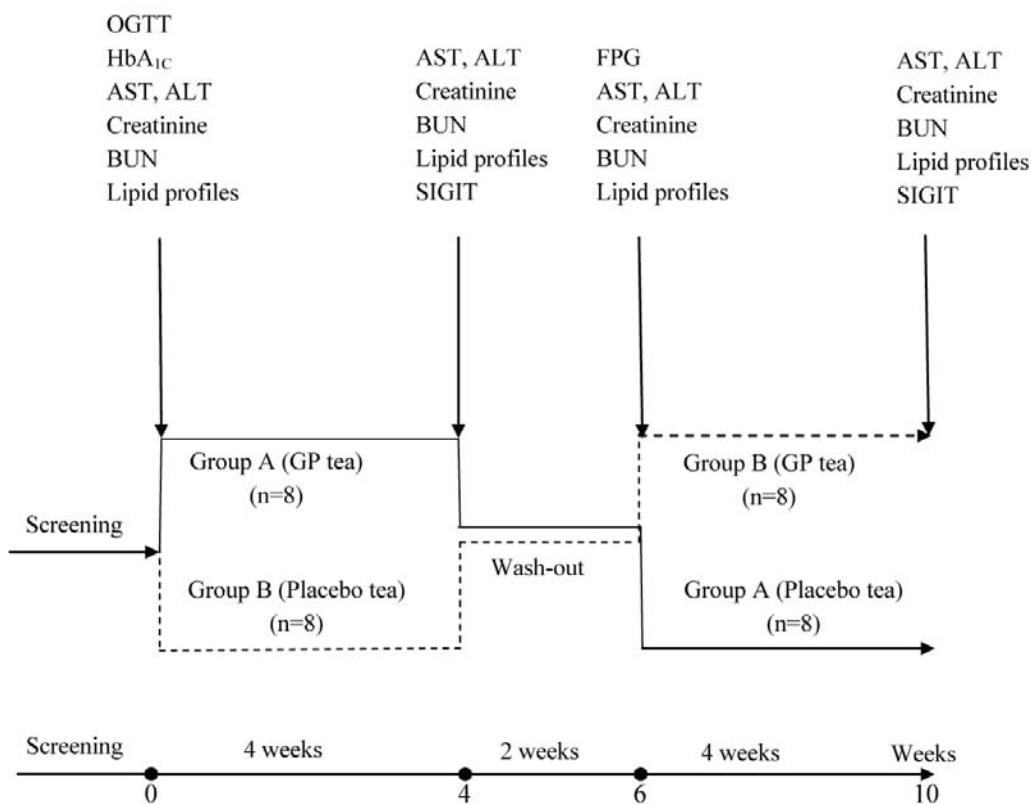 OGTT
HbA1C
AST, ALT
Creatinine
BUN
Lipid profiles
AST, ALT
Creatinine
BUN
Lipid profiles
SIGIT
FPG
AST, ALT
Creatinine
BUN
Lipid profiles
AST, ALT
Creatinine
BUN
Lipid profiles
SIGIT
Group A (GP tea)
(n=8)
Group B (GP tea)
(n=8)
Screening
Wash-out
Group B (Placebo tea)
(n=8)
Group A (Placebo tea)
(n=8)
Screening
4 weeks
2 weeks
4 weeks
Weeks
0
4
6
10